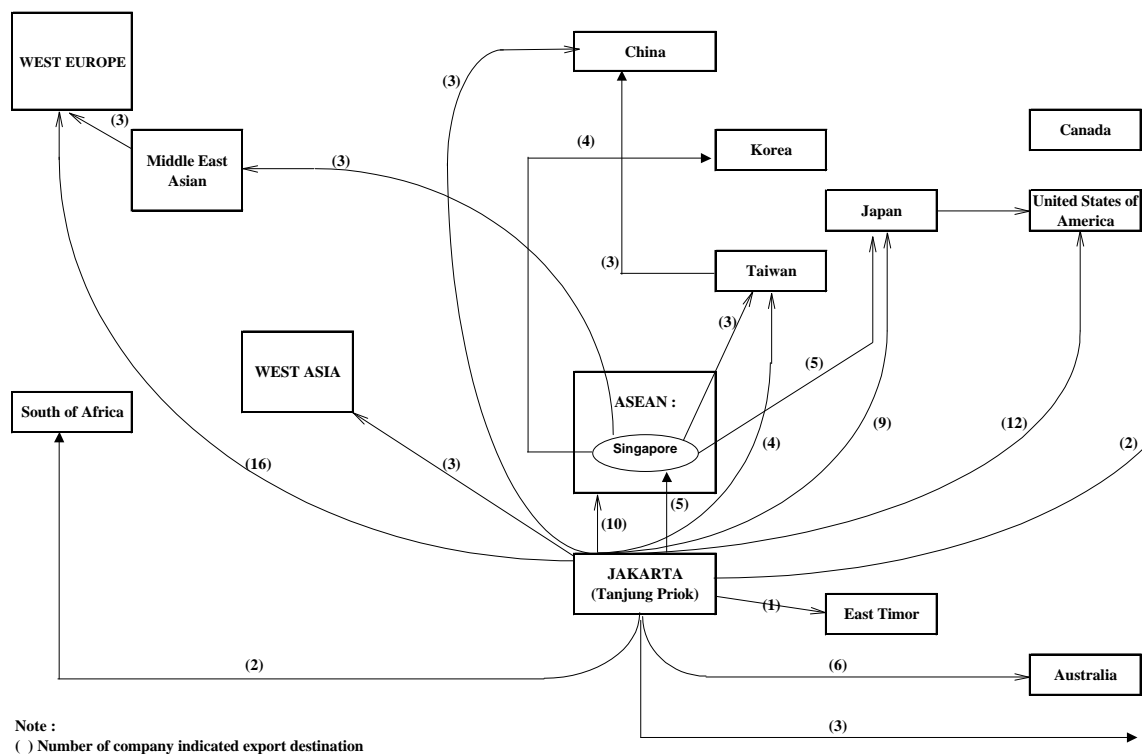 WEST EUROPE
China
(3)
(3)
Canada
(4)
Korea
Middle East
Asian
(3)
United States of
America
Japan
(3)
Taiwan
(3)
WEST ASIA
(5)
ASEAN :
South of Africa
(12)
(9)
(2)
(4)
Singapore
(16)
(3)
(5)
(10)
JAKARTA
(Tanjung Priok)
(1)
East Timor
(2)
(6)
Australia
Note :
(3)
( ) Number of company indicated export destination